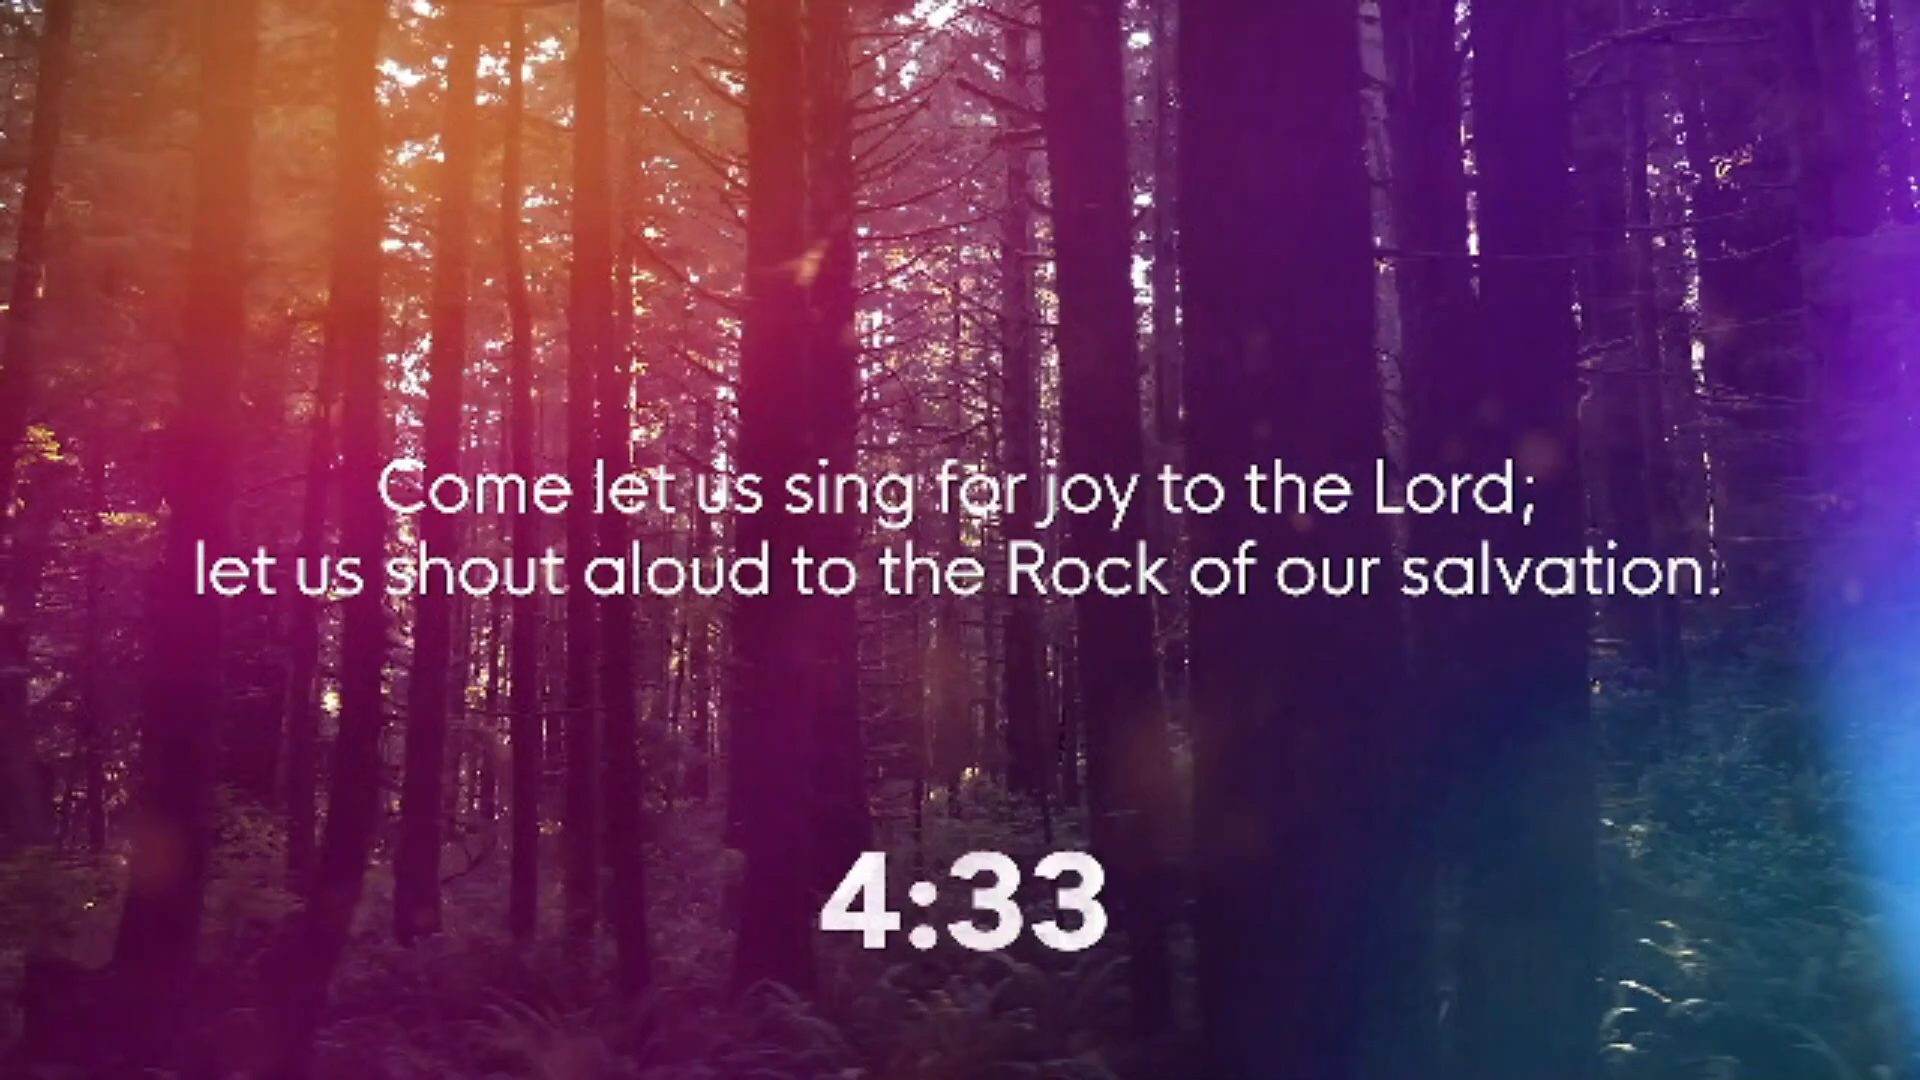 Come let us sing for joy to the Lord;
let us shout aloud to the Rock of our salvation.
4:33